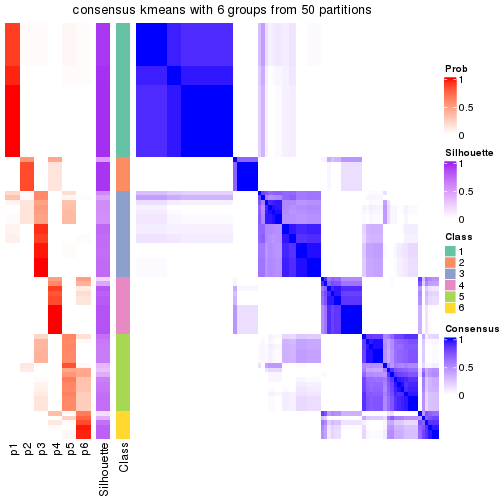 consensus kmeans with 6 groups from 50 partitions
Prob
1
0.5
0
Silhouette
1
0.5
0
Class
1
2
3
4
5
6
Consensus
1
0.5
0
p1
p2
p3
p4
p5
p6
Silhouette
Class